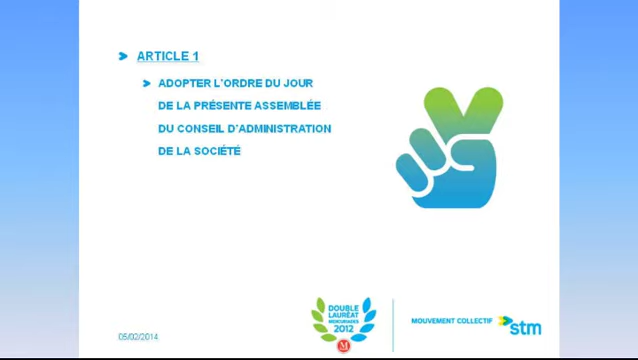 ARTICLE 1
ADOPTER L'ORDRE DU JOUR
DE LA PRÉSENTE ASSEMBLÉE
DU CONSEIL D'ADMINISTRATION
DE LA SOCIÉTÉ
DOUBLE
LAURÉAT
MERCURIADES
2012
M
MOUVEMENT COLLECTIF
stm
05/02/2014